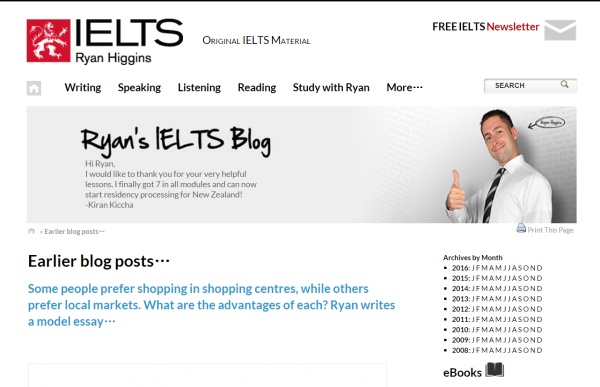 IELTS
Ryan Higgins
Original IELTS Material
FREE IELTS Newsletter
Writing Speaking Listening Reading Study with Ryan More⋯
SEARCH
Ryan's IELTS Blog
Hi Ryan,
I would like to thank you for your very helpful
lessons. I finally got 7 in all modules and can now
start residency processing for New Zealand!
-Kiran Kiccha
Ryan Higgins
» Earlier blog posts⋯
Print This Page
Earlier blog posts⋯
Some people prefer shopping in shopping centres, while others
prefer local markets. What are the advantages of each? Ryan writes
a model essay⋯
Archives by Month
2016: J F M A M J J A S O N D
2015: J F M A M J J A S O N D
2014: J F M A M J J A S O N D
2013: J F M A M J J A S O N D
2012: J F M A M J J A S O N D
2011: J F M A M J J A S O N D
2010: J F M A M J J A S O N D
2009: J F M A M J J A S O N D
2008: J F M A M J J A S O N D
eBooks